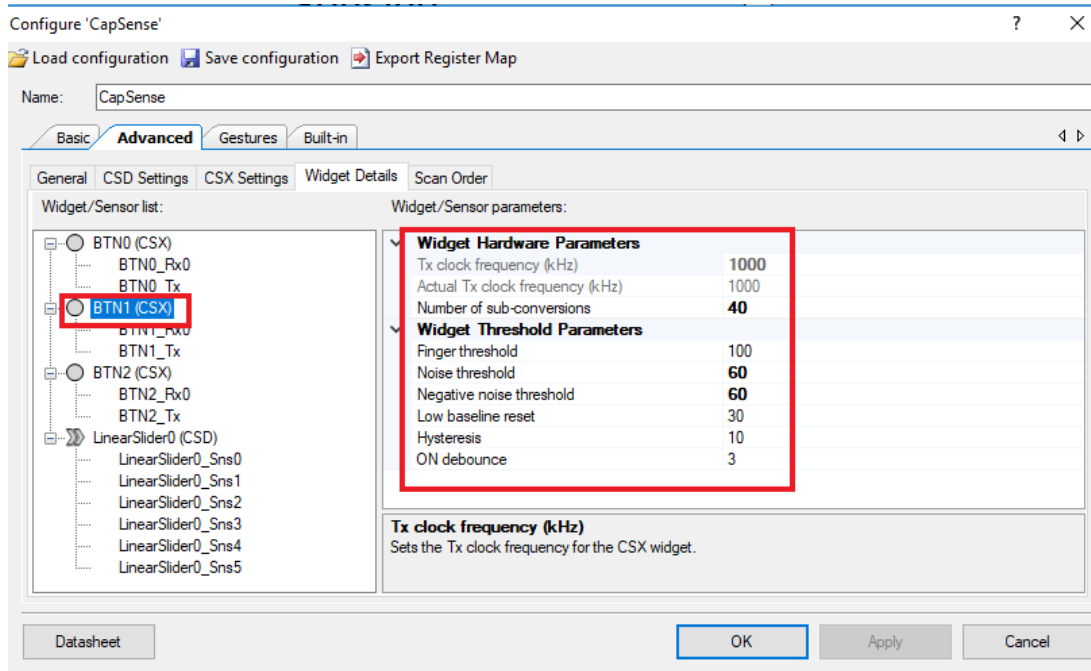 Configure 'CapSense'
? ×
Load configuration Save configuration Export Register Map
Name: CapSense
Basic Advanced Gestures Built-in
General CSD Settings CSX Settings Widget Details Scan Order
Widget/Sensor list:
BTN0 (CSX)
BTN0_Rx0
BTN0_Tx
BTN1 (CSX)
BTN1_Rx0
BTN1_Tx
BTN2 (CSX)
BTN2_Rx0
BTN2_Tx
LinearSlider0 (CSD)
LinearSlider0_Sns0
LinearSlider0_Sns1
LinearSlider0_Sns2
LinearSlider0_Sns3
LinearSlider0_Sns4
LinearSlider0_Sns5
Widget/Sensor parameters:
Widget Hardware Parameters
Tx clock frequency (kHz) 1000
Actual Tx clock frequency (kHz) 1000
Number of sub-conversions 40
Widget Threshold Parameters
Finger threshold 100
Noise threshold 60
Negative noise threshold 60
Low baseline reset 30
Hysteresis 10
ON debounce 3
Tx clock frequency (kHz)
Sets the Tx clock frequency for the CSX widget.
Datasheet OK Apply Cancel